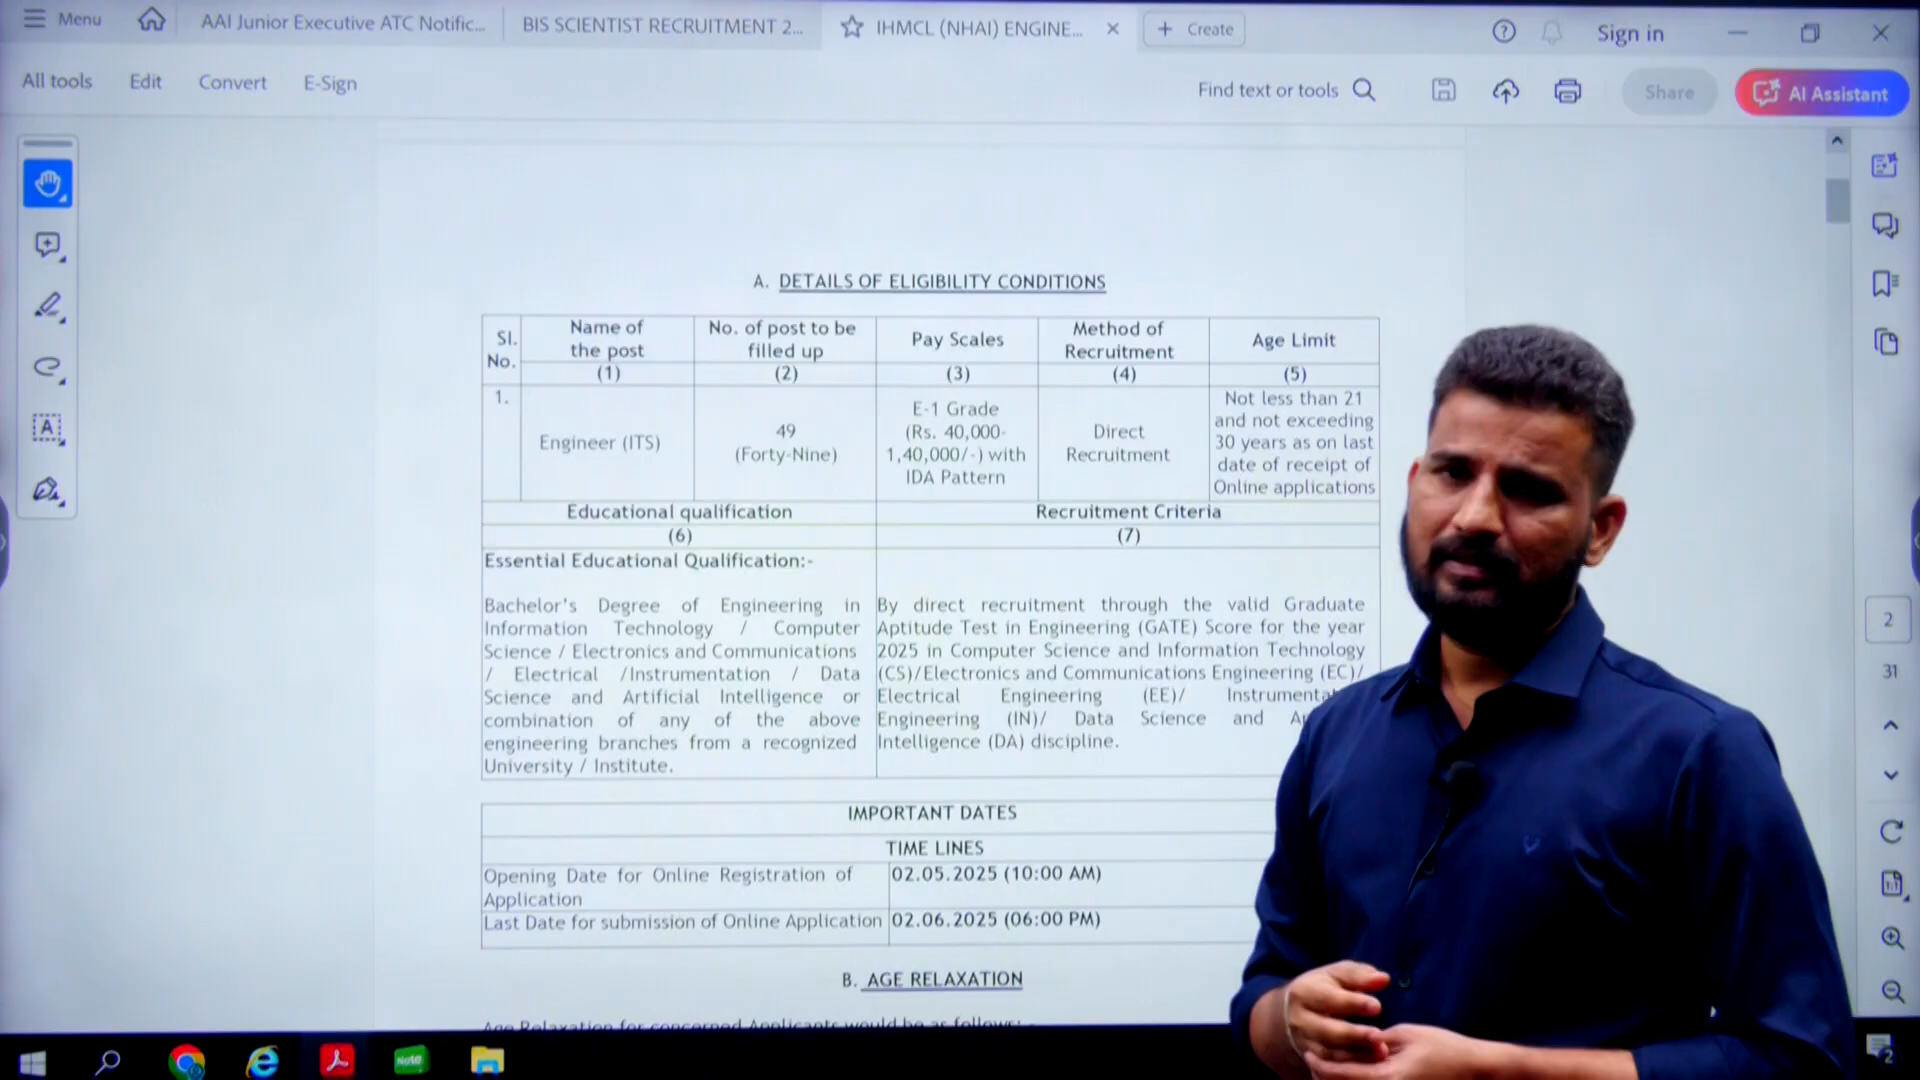 Menu
AAI Junior Executive ATC Notific...
BIS SCIENTIST RECRUITMENT 2...
IHMCL (NHAI) ENGINE...
Create
Sign in
All tools
Edit
Convert
E-Sign
Find text or tools
Share
AI Assistant
A. DETAILS OF ELIGIBILITY CONDITIONS
Sl. No.
Name of the post
(1)
No. of post to be filled up
(2)
Pay Scales
(3)
Method of Recruitment
(4)
Age Limit
(5)
1.
Engineer (ITS)
49
(Forty-Nine)
E-1 Grade
(Rs. 40,000-
1,40,000/-) with
IDA Pattern
Direct
Recruitment
Not less than 21
and not exceeding
30 years as on last
date of receipt of
Online applications
Educational qualification
(6)
Recruitment Criteria
(7)
Essential Educational Qualification:-
Bachelor's Degree of Engineering in
Information Technology / Computer
Science / Electronics and Communications
/ Electrical /Instrumentation / Data
Science and Artificial Intelligence or
combination of any of the above
engineering branches from a recognized
University / Institute.
By direct recruitment through the valid Graduate
Aptitude Test in Engineering (GATE) Score for the year
2025 in Computer Science and Information Technology
(CS)/Electronics and Communications Engineering (EC)/
Electrical Engineering (EE)/
Engineering (IN)/ Data Science and
Intelligence (DA) discipline.
IMPORTANT DATES
TIME LINES
Opening Date for Online Registration of
Application
02.05.2025 (10:00 AM)
Last Date for submission of Online Application
02.06.2025 (06:00 PM)
B. AGE RELAXATION
Age Relaxation for concerned Applicants would be as follows:
2
31
Note
2